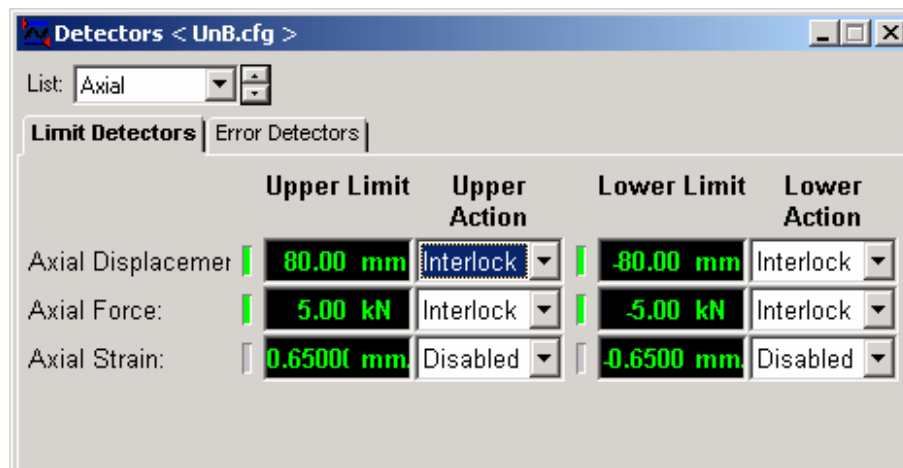 Detectors < UnB.cfg >
List: Axial
Limit Detectors Error Detectors
Upper Limit Upper Action Lower Limit Lower Action
Axial Displacemer 80.00 mm Interlock -80.00 mm Interlock
Axial Force: 5.00 kN Interlock -5.00 kN Interlock
Axial Strain: 0.6500( mm. Disabled -0.6500 mm. Disabled